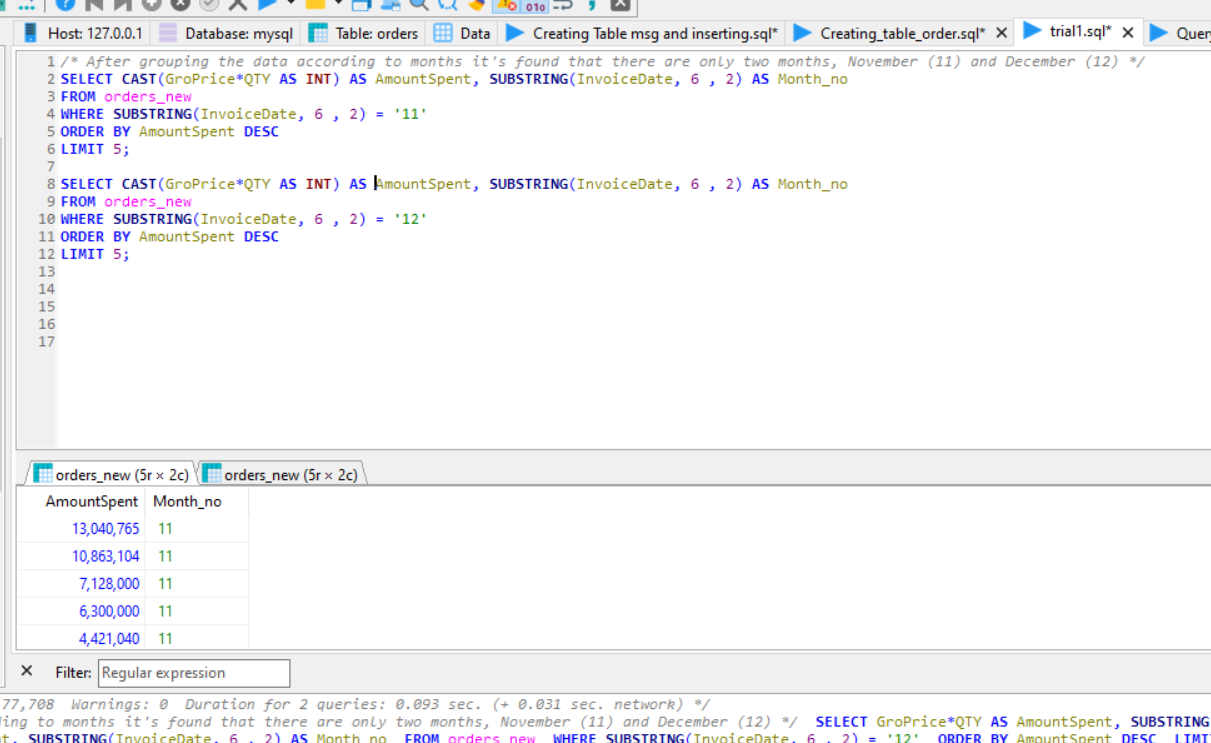 Host: 127.0.0.1 Database: mysql Table: orders Data Creating Table msg and inserting.sql* Creating_table_order.sql* trial1.sql* Query
1 /* After grouping the data according to months it's found that there are only two months, November (11) and December (12) */
2 SELECT CAST(GroPrice*QTY AS INT) AS AmountSpent, SUBSTRING(InvoiceDate, 6 , 2) AS Month_no
3 FROM orders_new
4 WHERE SUBSTRING(InvoiceDate, 6 , 2) = '11'
5 ORDER BY AmountSpent DESC
6 LIMIT 5;
7
8 SELECT CAST(GroPrice*QTY AS INT) AS AmountSpent, SUBSTRING(InvoiceDate, 6 , 2) AS Month_no
9 FROM orders_new
10 WHERE SUBSTRING(InvoiceDate, 6 , 2) = '12'
11 ORDER BY AmountSpent DESC
12 LIMIT 5;
13
14
15
16
17
orders_new (5r × 2c) orders_new (5r × 2c)
AmountSpent Month_no
13,040,765 11
10,863,104 11
7,128,000 11
6,300,000 11
4,421,040 11
Filter: Regular expression
77,708 Warnings: 0 Duration for 2 queries: 0.093 sec. (+ 0.031 sec. network) */
ing to months it's found that there are only two months, November (11) and December (12) */ SELECT GroPrice*QTY AS AmountSpent, SUBSTRING
t, SUBSTRING(InvoiceDate, 6 , 2) AS Month_no FROM orders_new WHERE SUBSTRING(InvoiceDate, 6 , 2) = '12' ORDER BY AmountSpent DESC LIMI